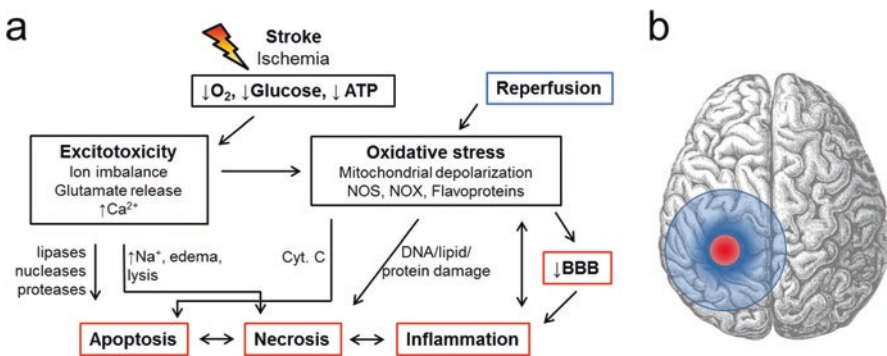 a
Stroke
Ischemia
↓O₂, ↓Glucose, ↓ ATP
Reperfusion
Excitotoxicity
Ion imbalance
Glutamate release
↑Ca²⁺
Oxidative stress
Mitochondrial depolarization
NOS, NOX, Flavoproteins
lipases
nucleases
proteases
↑Na⁺, edema,
lysis
Cyt. C
DNA/lipid/
protein damage
↓BBB
Apoptosis
Necrosis
Inflammation
b